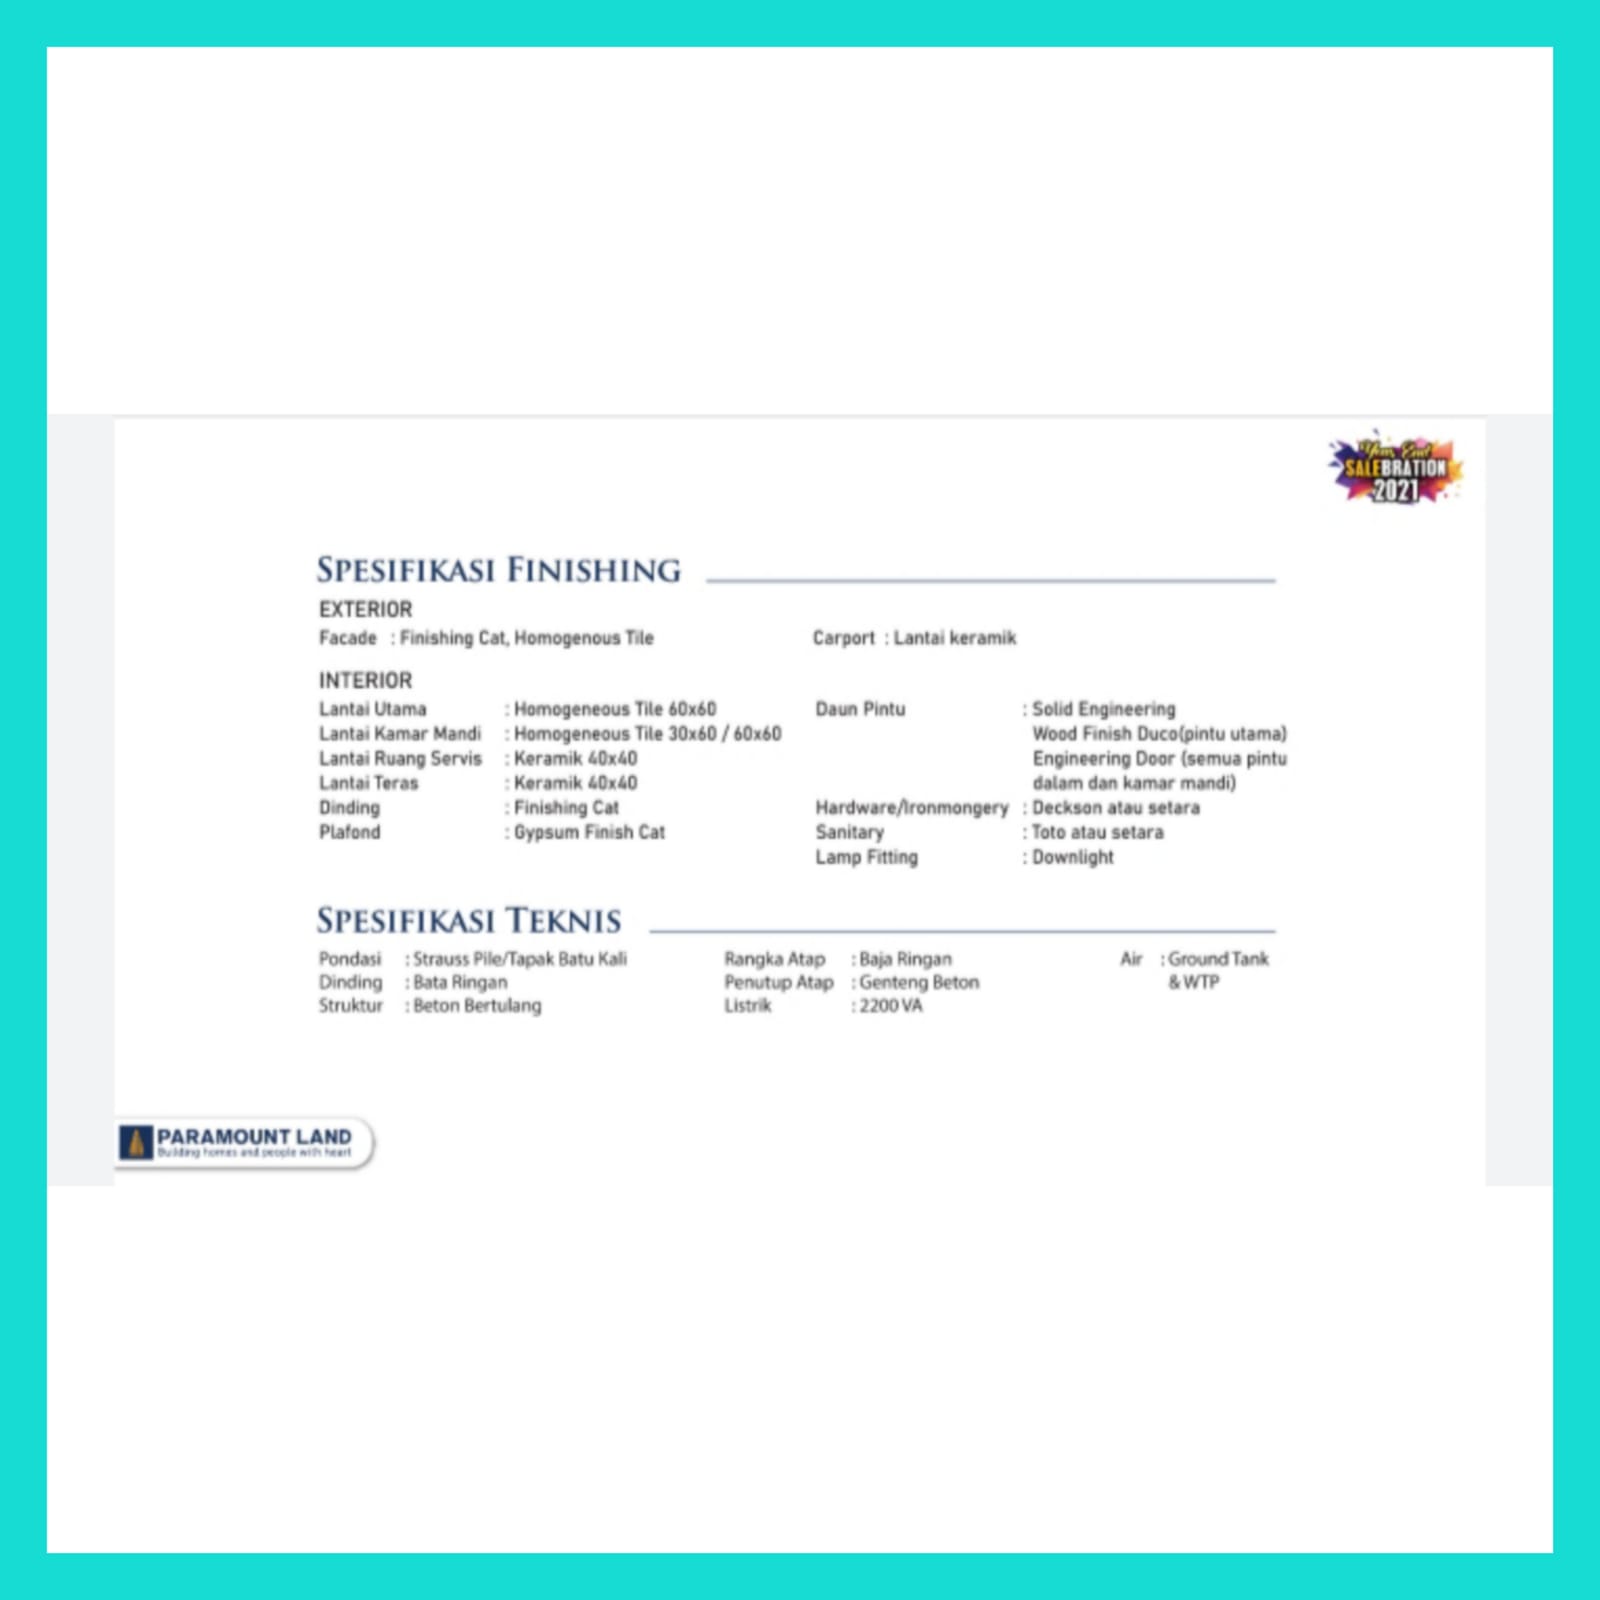 Year End
SALEBRATION
2021
SPESIFIKASI FINISHING
EXTERIOR
Facade : Finishing Cat, Homogenous Tile
Carport : Lantai keramik
INTERIOR
Lantai Utama : Homogeneous Tile 60x60
Lantai Kamar Mandi : Homogeneous Tile 30x60 / 60x60
Lantai Ruang Servis : Keramik 40x40
Lantai Teras : Keramik 40x40
Dinding : Finishing Cat
Plafond : Gypsum Finish Cat
Daun Pintu : Solid Engineering
Wood Finish Duco(pintu utama)
Engineering Door (semua pintu
dalam dan kamar mandi)
Hardware/Ironmongery : Deckson atau setara
Sanitary : Toto atau setara
Lamp Fitting : Downlight
SPESIFIKASI TEKNIS
Pondasi : Strauss Pile/Tapak Batu Kali
Dinding : Bata Ringan
Struktur : Beton Bertulang
Rangka Atap : Baja Ringan
Penutup Atap : Genteng Beton
Listrik : 2200 VA
Air : Ground Tank
& WTP
PARAMOUNT LAND
Building homes and people with heart